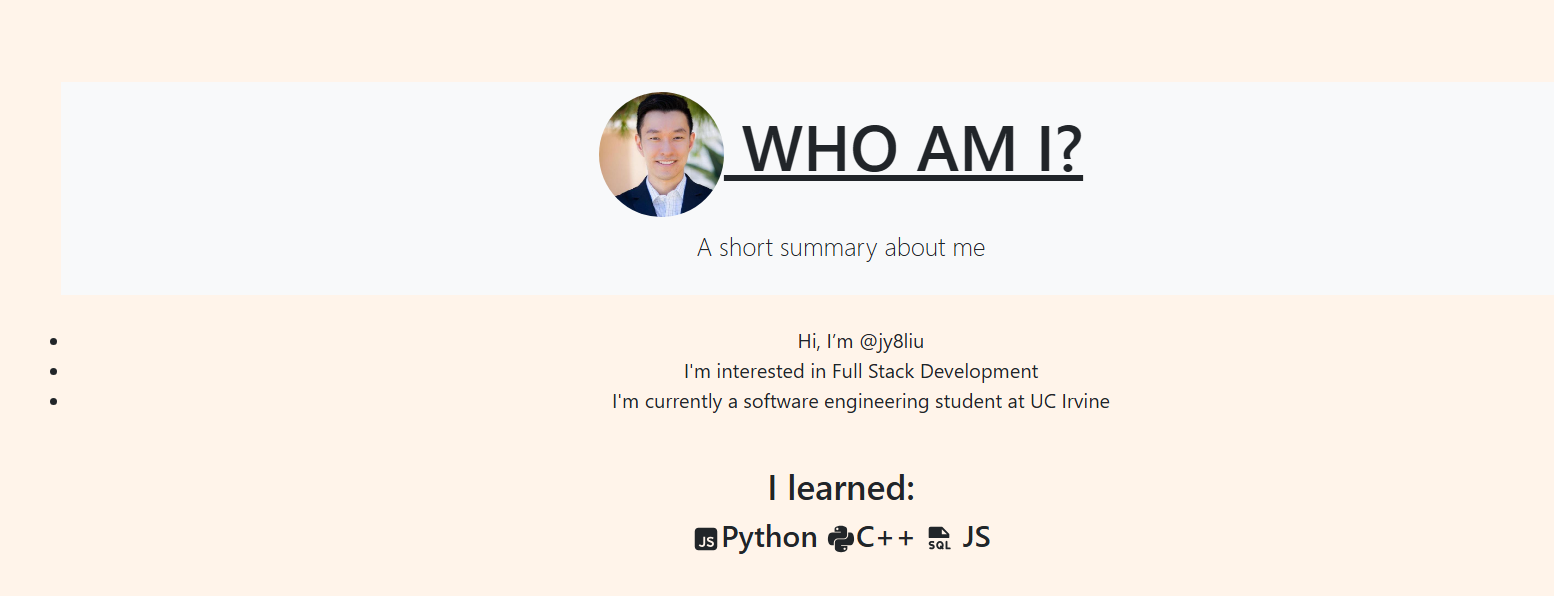 WHO AM I?
A short summary about me
Hi, I’m @jy8liu
I'm interested in Full Stack Development
I'm currently a software engineering student at UC Irvine
I learned:
JS Python C++ SQL JS